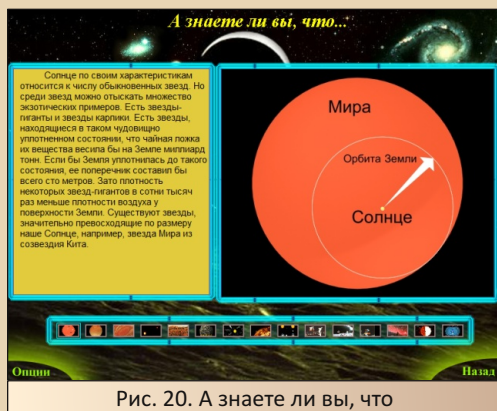 А знаете ли вы, что...
Солнце по своим характеристикам
относится к числу обыкновенных звезд. Но
среди звезд можно отыскать множество
экзотических примеров. Есть звезды-
гиганты и звезды карлики. Есть звезды,
находящиеся в таком чудовищно
уплотненном состоянии, что чайная ложка
их вещества весила бы на Земле миллиард
тонн. Если бы Земля уплотнилась до такого
состояния, ее поперечник составил бы
всего сто метров. Зато плотность
некоторых звезд-гигантов в сотни тысяч
раз меньше плотности воздуха у
поверхности Земли. Существуют звезды,
значительно превосходящие по размеру
наше Солнце, например, звезда Мира из
созвездия Кита.
Мира
Орбита Земли
Солнце
Опции
Назад
Рис. 20. А знаете ли вы, что